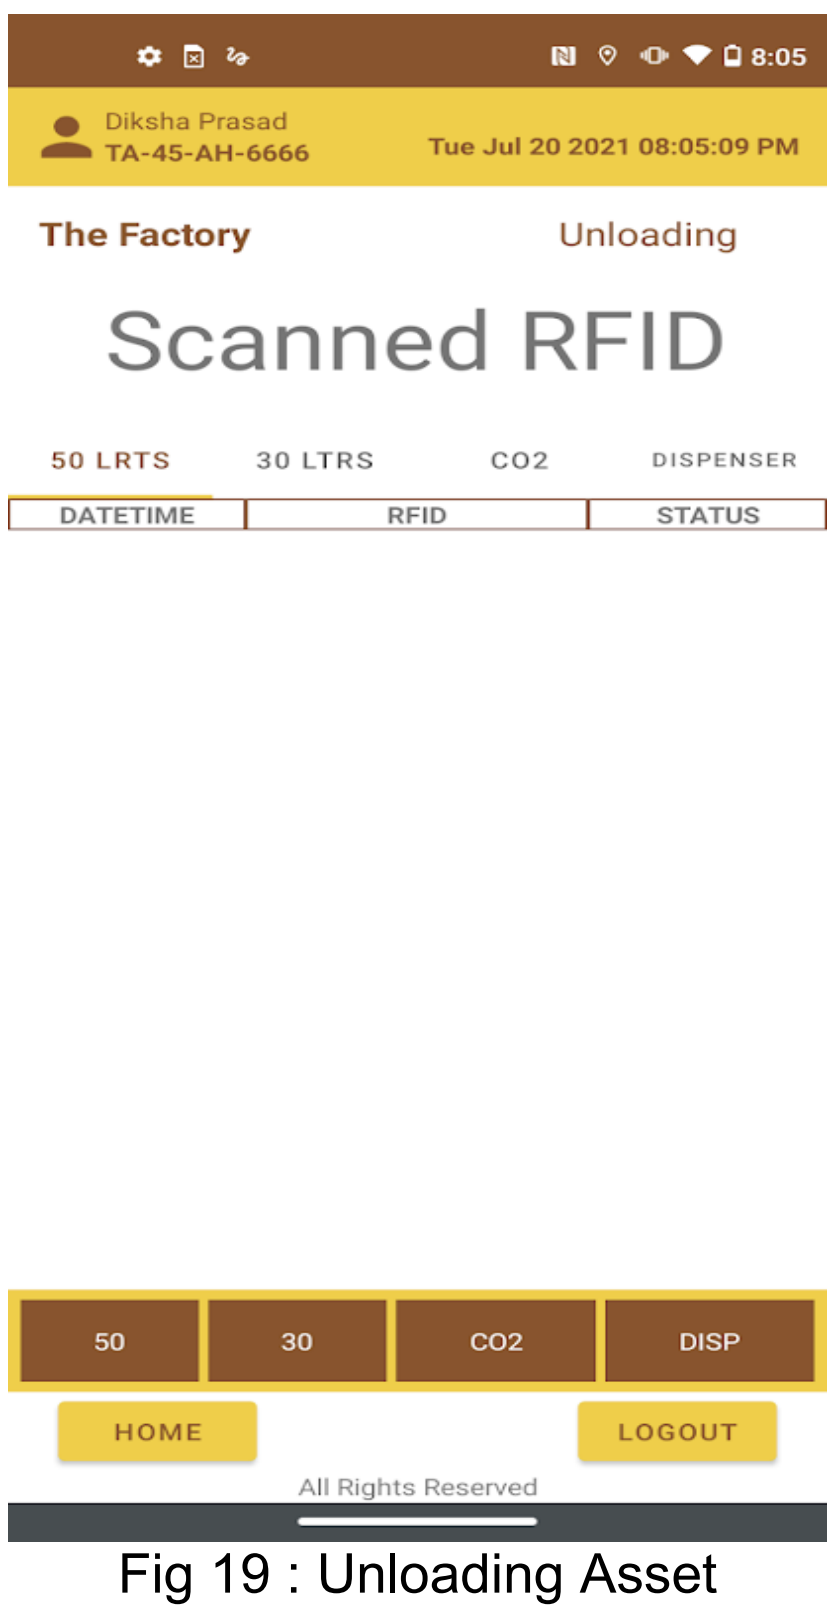 8:05
Diksha Prasad
TA-45-AH-6666
Tue Jul 20 2021 08:05:09 PM
The Factory Unloading
Scanned RFID
50 LRTS 30 LTRS CO2 DISPENSER
DATETIME RFID STATUS
50 30 CO2 DISP
HOME LOGOUT
All Rights Reserved
Fig 19 : Unloading Asset